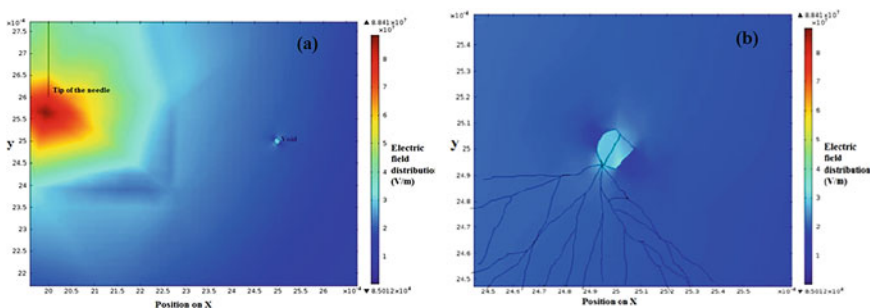 ×10⁻⁴
27.5
27
26.5
26
25.5
25
24.5
24
23.5
23
22.5
22
y
(a)
Tip of the needle
Void
20 20.5 21 21.5 22 22.5 23 23.5 24 24.5 25 25.5 26
×10⁻⁴
Position on X
▲ 8.841×10⁷
×10⁷
8
7
6
5
4
3
2
1
▼ 8.5012×10⁴
Electric
field
distribution
(V/m)
×10⁻⁴
25.5
25.4
25.3
25.2
25.1
25
24.9
24.8
24.7
24.6
24.5
y
(b)
24.5 24.6 24.7 24.8 24.9 25 25.1 25.2 25.3 25.4 25.5
×10⁻⁴
Position on X
▲ 8.841×10⁷
×10⁷
8
7
6
5
4
3
2
1
▼ 8.5012×10⁴
Electric
field
distribution
(V/m)